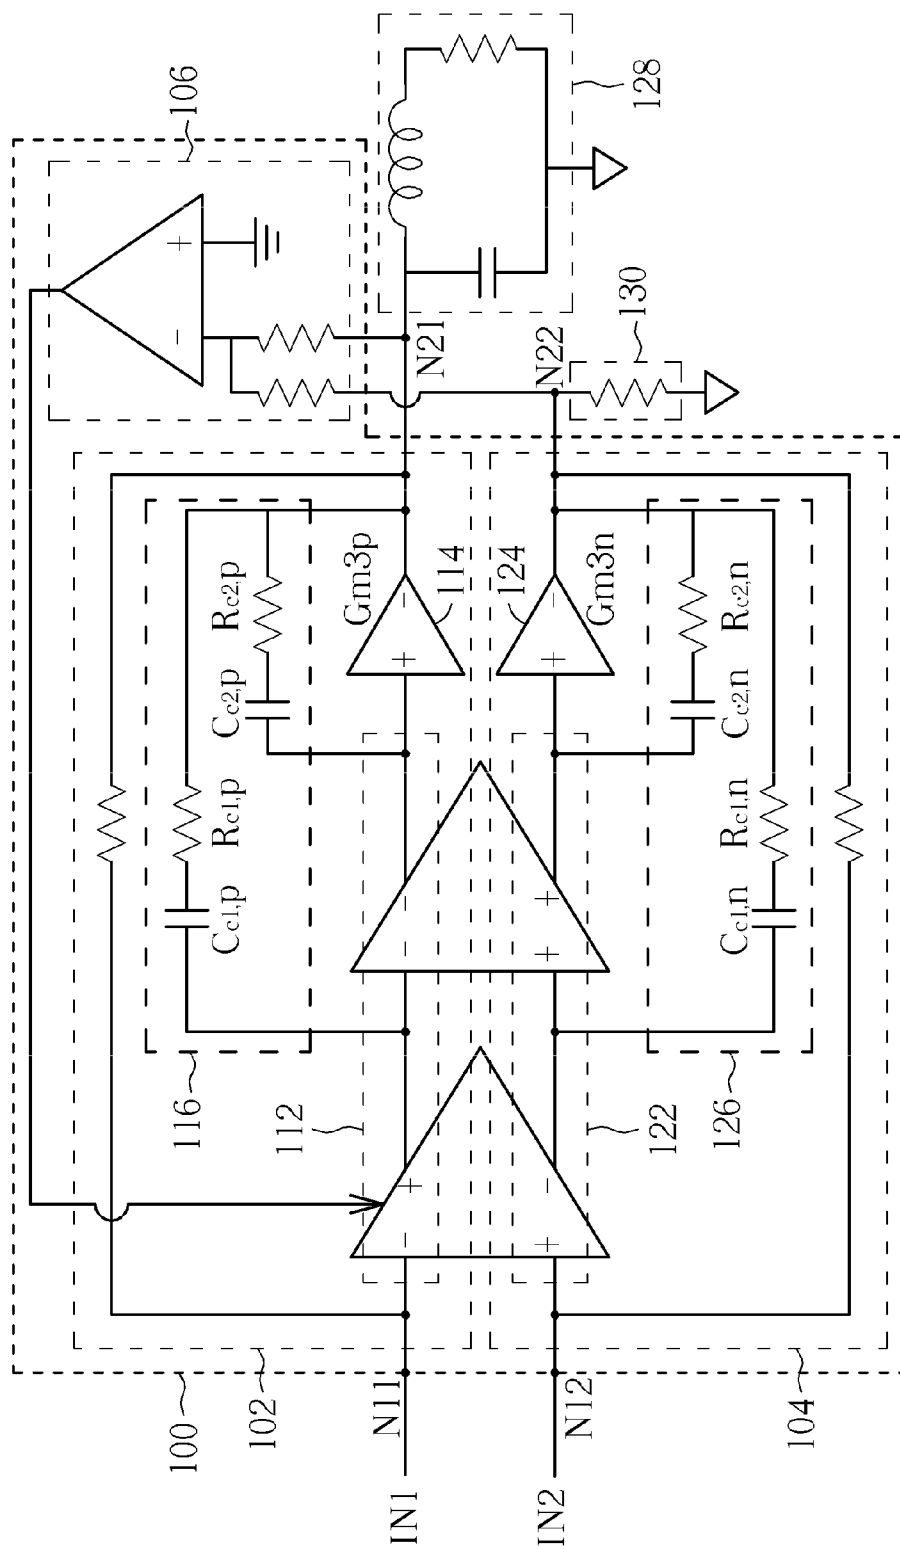 106
128
+
-
N21
N22
130
Gm3p
114
124
Gm3n
+
-
+
-
Rc2,p
Cc2,p
Rc1,p
Cc1,p
Rc2,n
Cc2,n
Rc1,n
Cc1,n
-
-
+
+
-
+
+
-
116
112
122
126
100
102
104
N11
N12
IN1
IN2